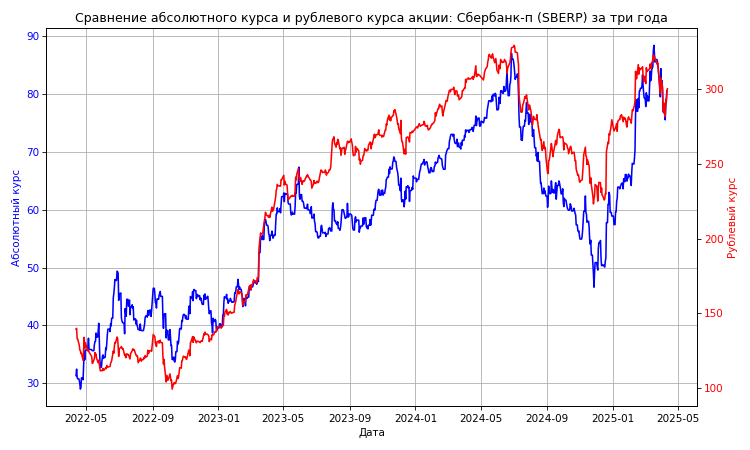 Сравнение абсолютного курса и рублевого курса акции: Сбербанк-п (SBERP) за три года
90
80
70
60
50
40
30
Абсолютный курс
300
250
200
150
100
Рублевый курс
2022-05 2022-09 2023-01 2023-05 2023-09 2024-01 2024-05 2024-09 2025-01 2025-05
Дата